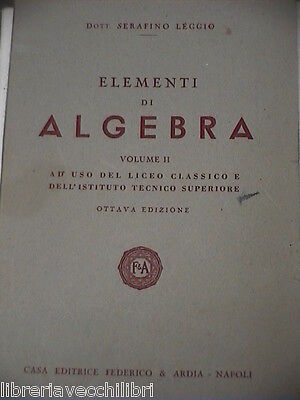 DOTT. SERAFINO LÉGGIO
ELEMENTI
DI
ALGEBRA
VOLUME II
AD USO DEL LICEO CLASSICO E
DELL'ISTITUTO TECNICO SUPERIORE
OTTAVA EDIZIONE
F&A
CASA EDITRICE FEDERICO & ARDIA - NAPOLI
libreriavecchilibri